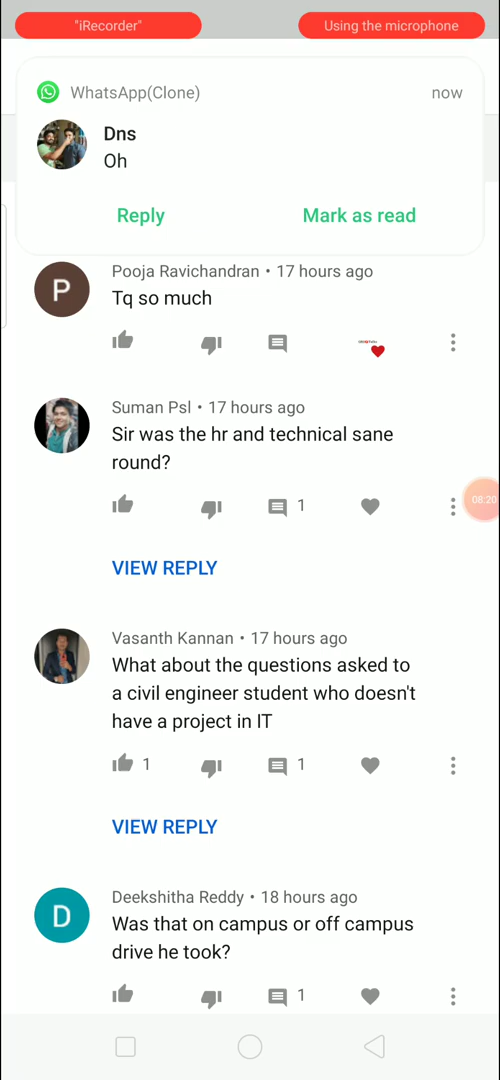 "iRecorder"
Using the microphone
WhatsApp(Clone)
now
Dns
Oh
Reply
Mark as read
P
Pooja Ravichandran • 17 hours ago
Tq so much
Suman Psl • 17 hours ago
Sir was the hr and technical sane
round?
08:20
1
VIEW REPLY
Vasanth Kannan • 17 hours ago
What about the questions asked to
a civil engineer student who doesn't
have a project in IT
1
1
VIEW REPLY
D
Deekshitha Reddy • 18 hours ago
Was that on campus or off campus
drive he took?
1